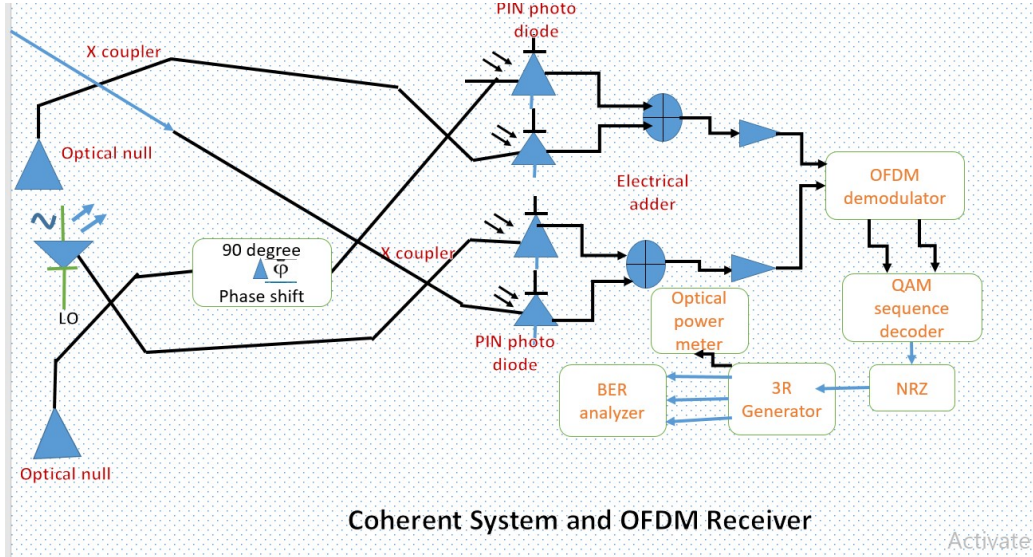 PIN photo
diode
X coupler
Optical null
Electrical
adder
OFDM
demodulator
90 degree
φ
Phase shift
X coupler
LO
Optical
power
meter
QAM
sequence
decoder
PIN photo
diode
BER
analyzer
3R
Generator
NRZ
Optical null
Coherent System and OFDM Receiver
Activate